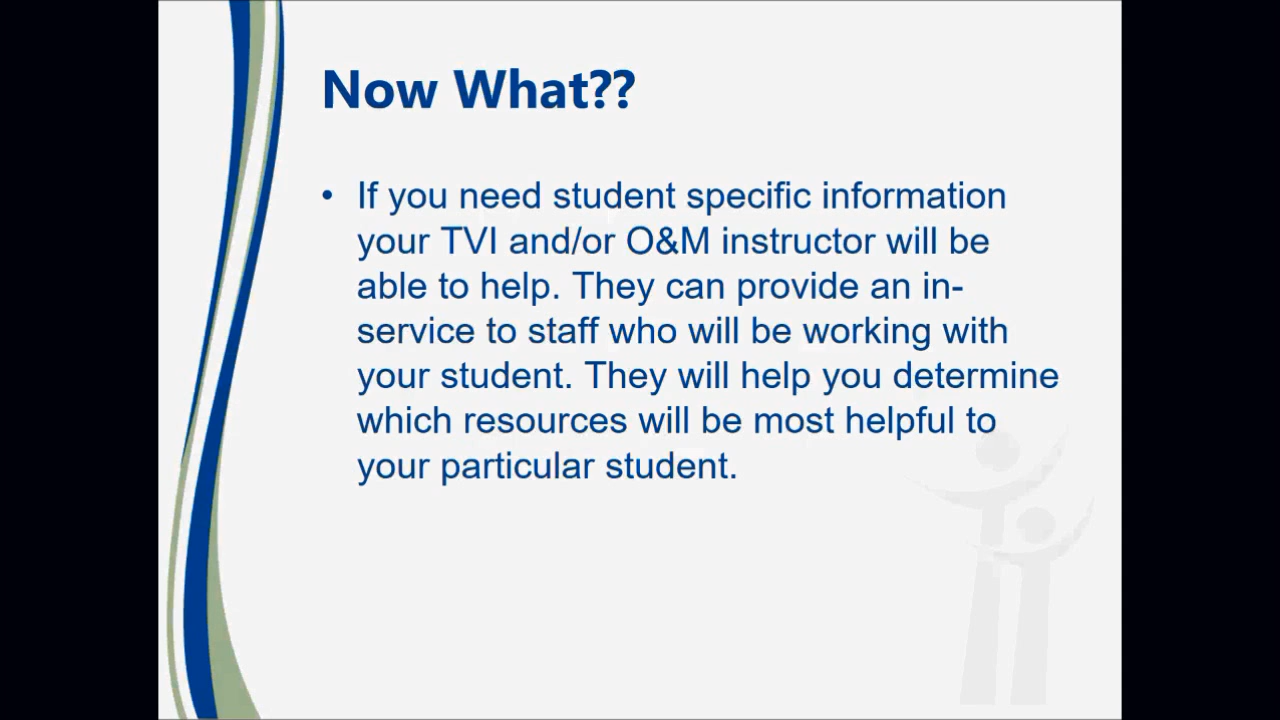 Now What??
• If you need student specific information
your TVI and/or O&M instructor will be
able to help. They can provide an in-
service to staff who will be working with
your student. They will help you determine
which resources will be most helpful to
your particular student.